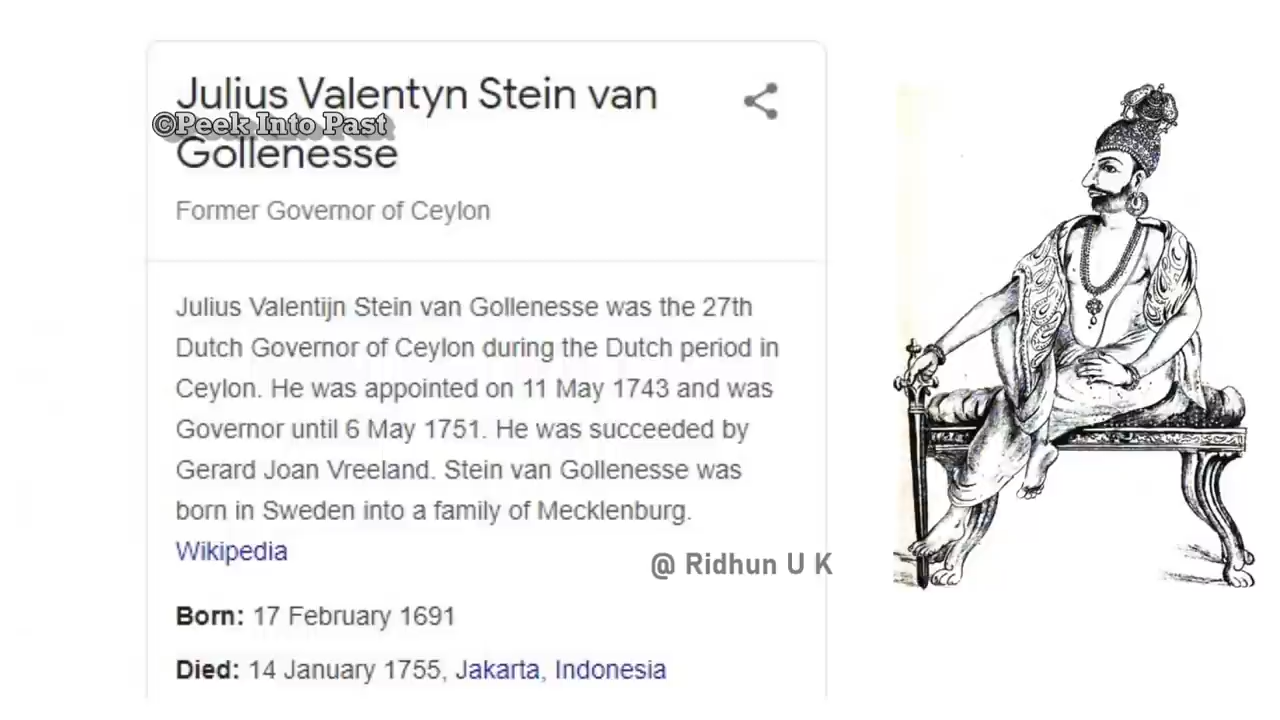 Julius Valentyn Stein van
©Peek Into Past
Gollenesse
Former Governor of Ceylon
Julius Valentijn Stein van Gollenesse was the 27th
Dutch Governor of Ceylon during the Dutch period in
Ceylon. He was appointed on 11 May 1743 and was
Governor until 6 May 1751. He was succeeded by
Gerard Joan Vreeland. Stein van Gollenesse was
born in Sweden into a family of Mecklenburg.
Wikipedia
@ Ridhun U K
Born: 17 February 1691
Died: 14 January 1755, Jakarta, Indonesia